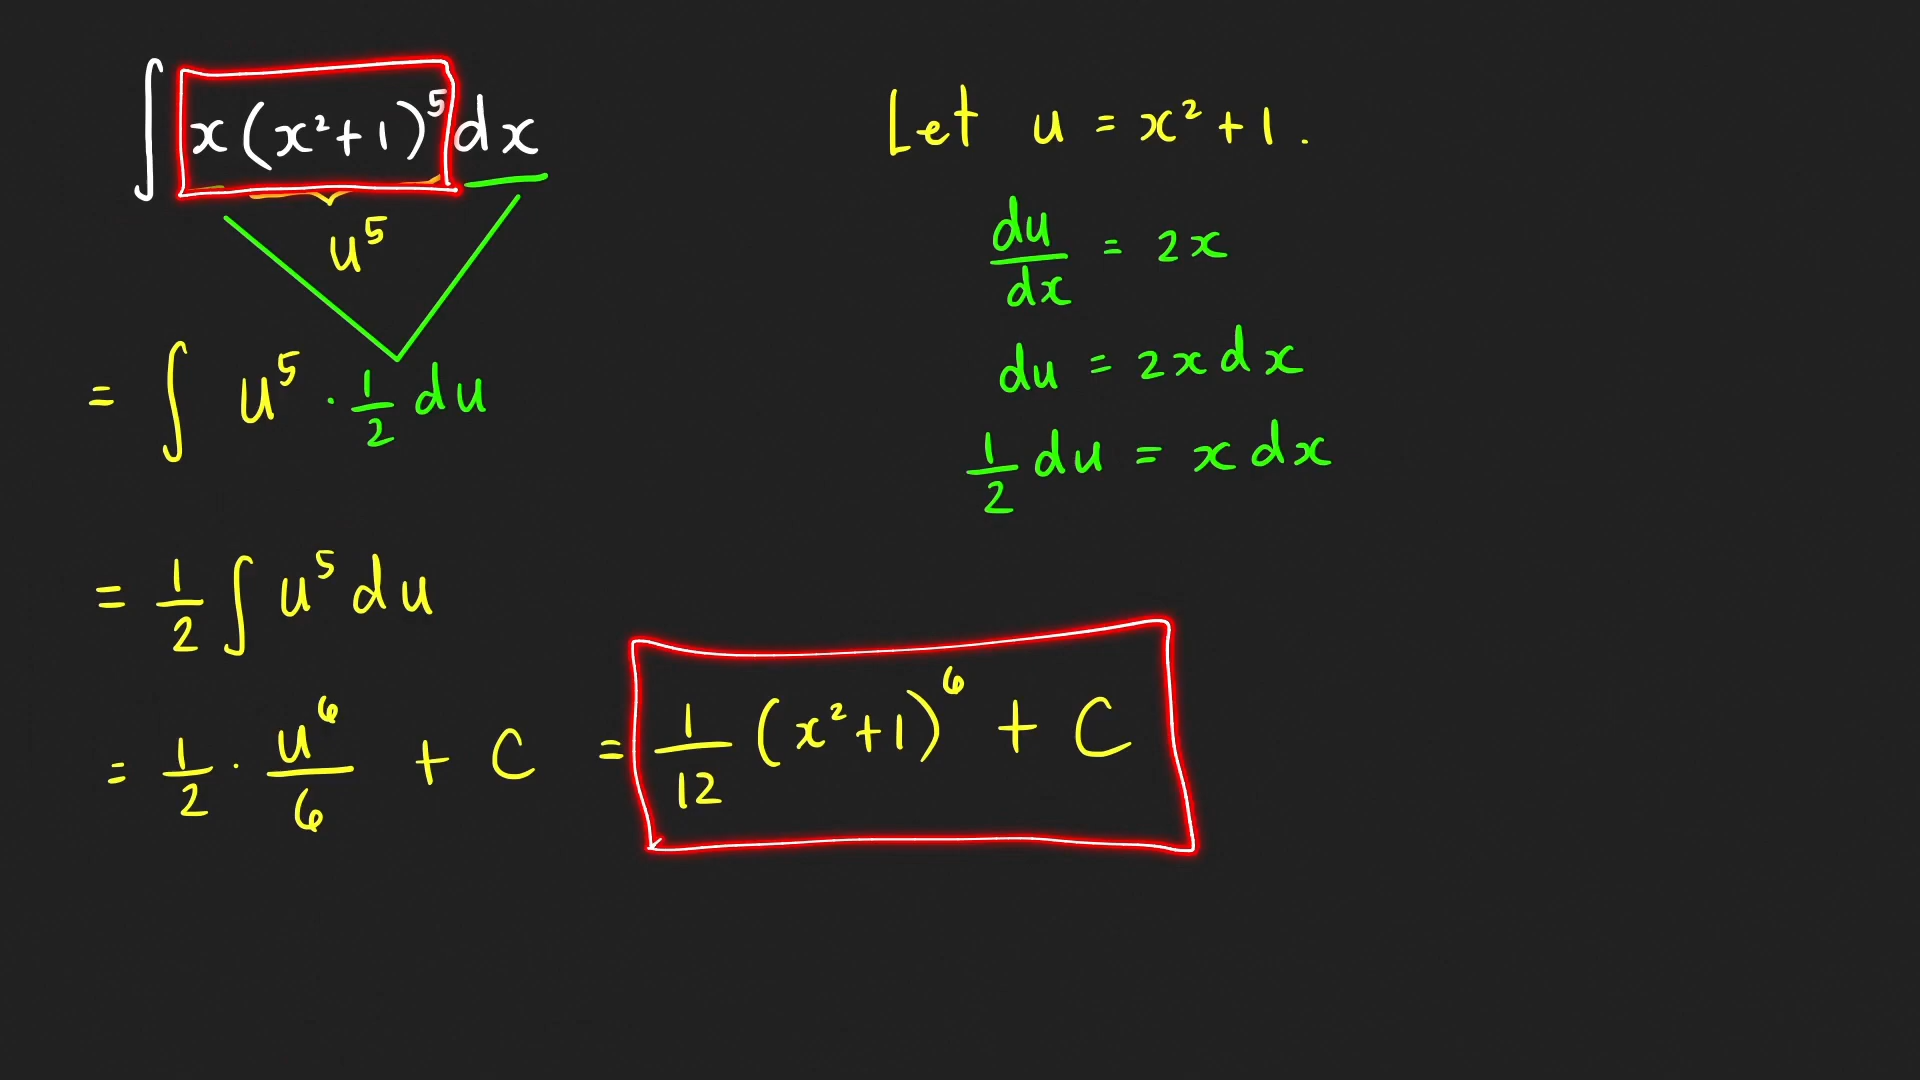 ∫ x(x²+1)⁵ dx
u⁵
= ∫ u⁵ · 1/2 du
= 1/2 ∫ u⁵ du
= 1/2 · u⁶/6 + C = 1/12 (x²+1)⁶ + C
Let u = x²+1.
du/dx = 2x
du = 2x dx
1/2 du = x dx